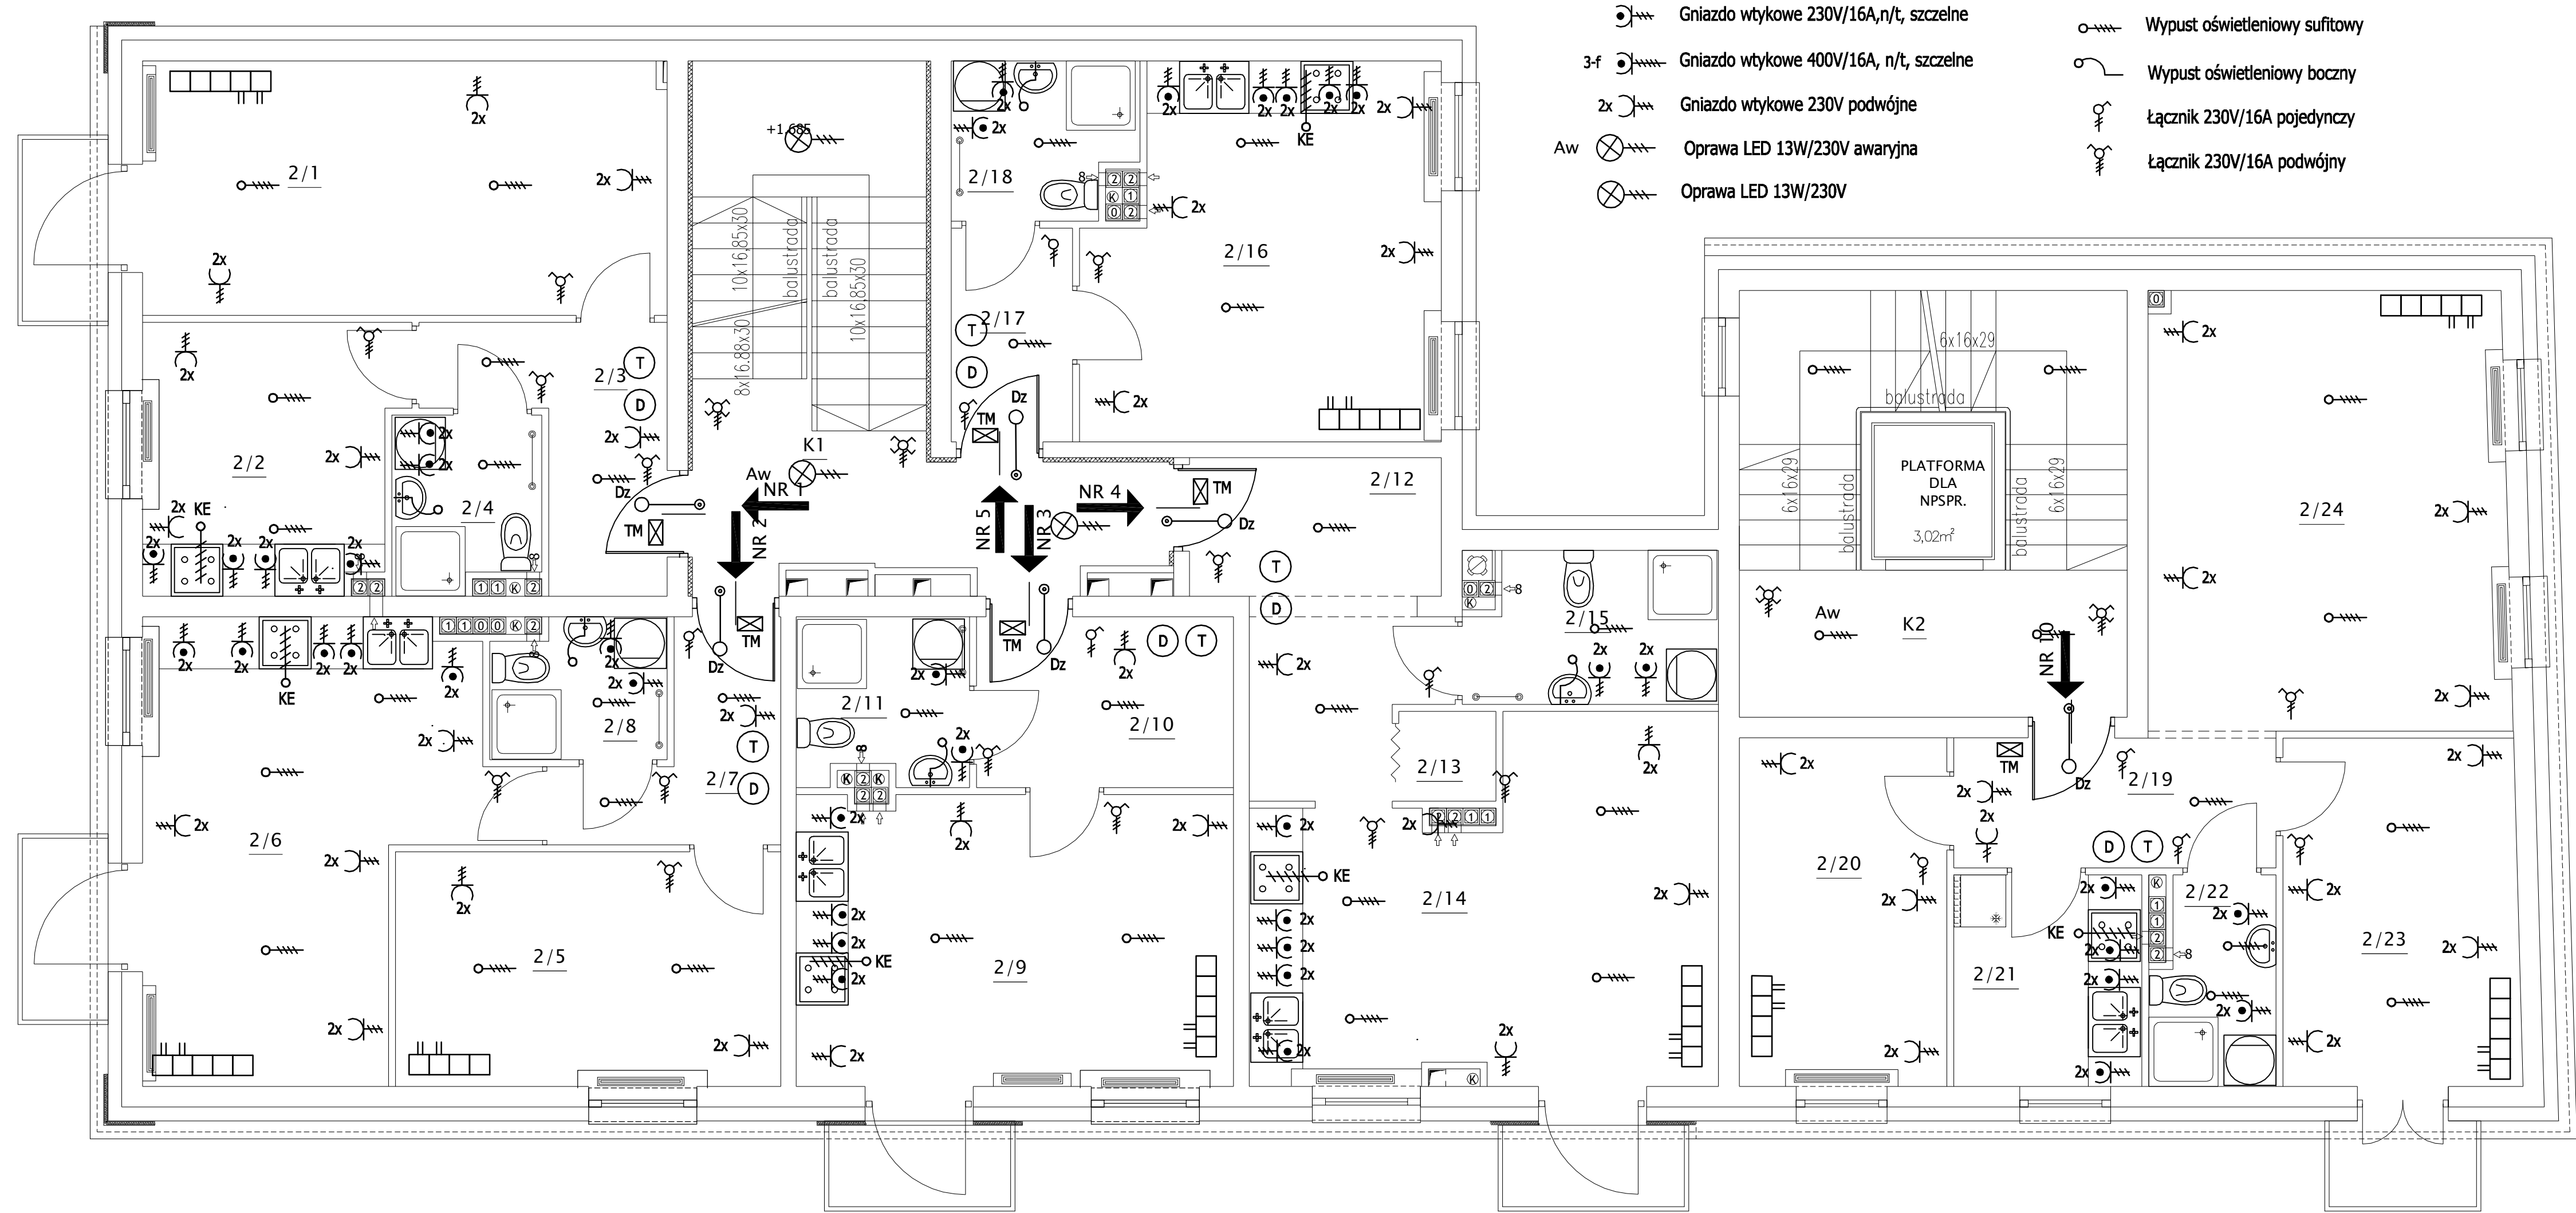 Gniazdo wtykowe 230V/16A,n/t, szczelne
3-f Gniazdo wtykowe 400V/16A, n/t, szczelne
2x Gniazdo wtykowe 230V podwójne
Aw Oprawa LED 13W/230V awaryjna
Oprawa LED 13W/230V
Wypust oświetleniowy sufitowy
Wypust oświetleniowy boczny
Łącznik 230V/16A pojedynczy
Łącznik 230V/16A podwójny
2/1
2/2
2/3
2/4
2/5
2/6
2/7
2/8
2/9
2/10
2/11
2/12
2/13
2/14
2/15
2/16
2/17
2/18
2/19
2/20
2/21
2/22
2/23
2/24
K1
K2
+1,685
10x16,85x30
balustrada
balustrada
10x16,85x30
8x16.88x30
Aw
NR 1
NR 2
NR 3
NR 4
NR 5
NR 10
Aw
6x16x29
balustrada
6x16x29
balustrada
balustrada
6x16x29
PLATFORMA
DLA
NPSPR.
3,02m²
T
D
TM
Dz
KE
2x